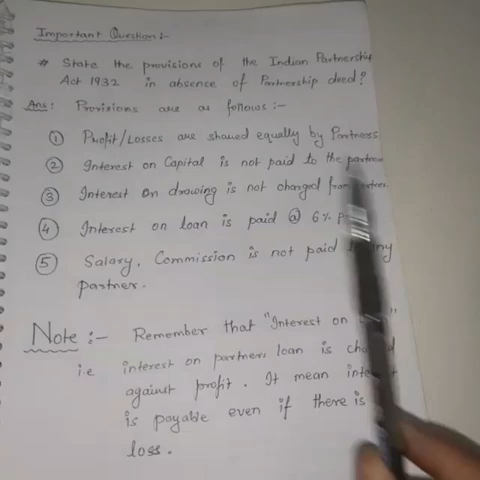 Important Question:-
# State the provisions of the Indian Partnership
Act 1932 in absence of Partnership deed?
Ans: Provisions are as follows:-
① Profit/Losses are shared equally by Partners
② Interest on Capital is not paid to the partner
③ Interest on drawing is not charged from
④ Interest on loan is paid @ 6%
⑤ Salary, Commission is not paid
partner.
Note:- Remember that "Interest on "
i.e interest on partners loan is
against profit. It mean
is payable even if there is
loss.